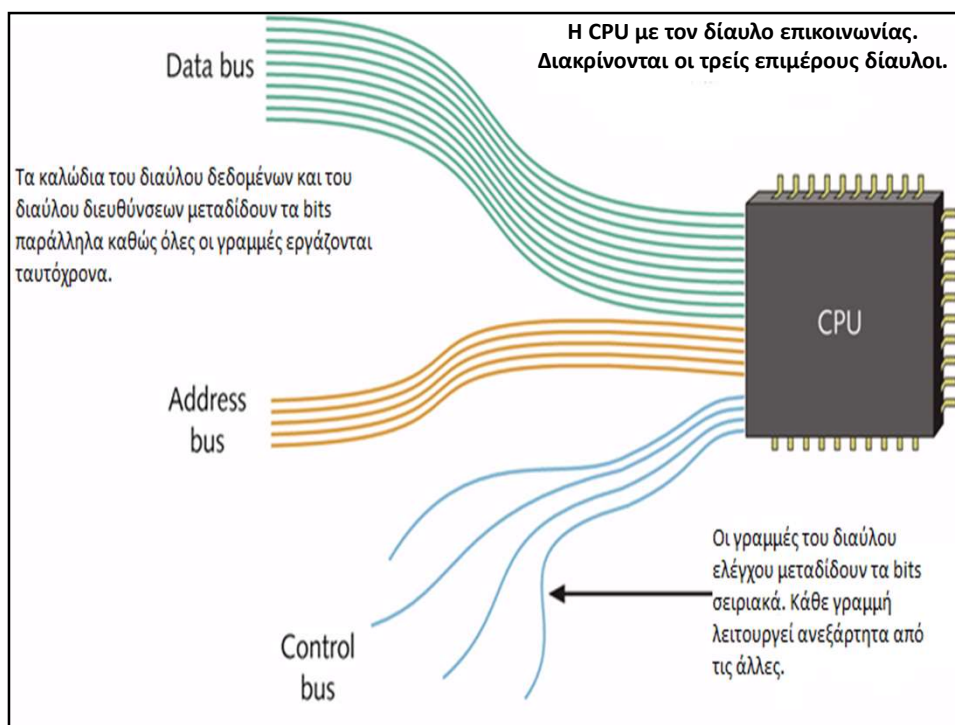 Η CPU με τον δίαυλο επικοινωνίας.
Διακρίνονται οι τρείς επιμέρους δίαυλοι.
Data bus
Τα καλώδια του διαύλου δεδομένων και του
διαύλου διευθύνσεων μεταδίδουν τα bits
παράλληλα καθώς όλες οι γραμμές εργάζονται
ταυτόχρονα.
CPU
Address
bus
Οι γραμμές του διαύλου
ελέγχου μεταδίδουν τα bits
σειριακά. Κάθε γραμμή
λειτουργεί ανεξάρτητα από
τις άλλες.
Control
bus